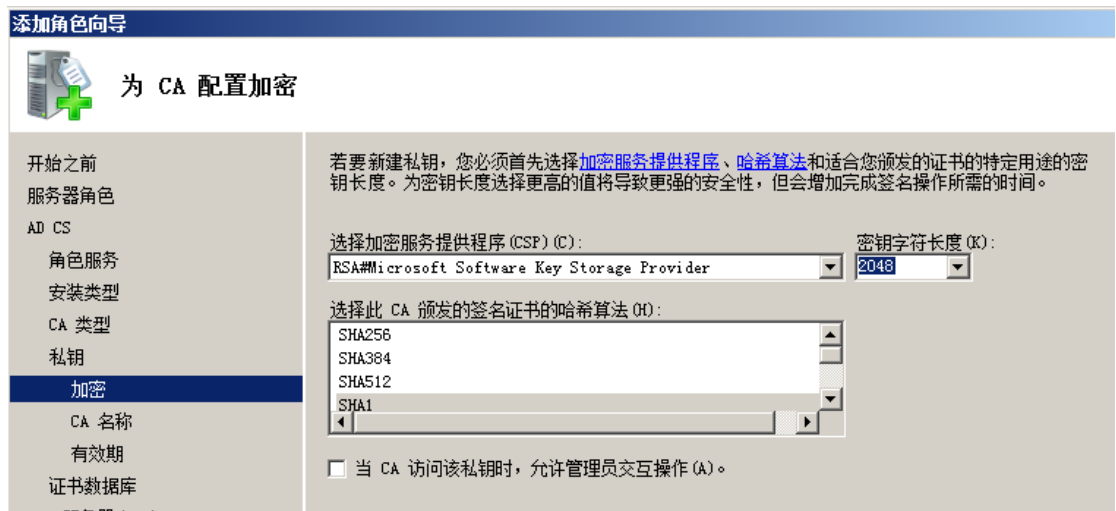 添加角色向导
为 CA 配置加密
开始之前
服务器角色
AD CS
角色服务
安装类型
CA 类型
私钥
加密
CA 名称
有效期
证书数据库
若要新建私钥，您必须首先选择加密服务提供程序、哈希算法和适合您颁发的证书的特定用途的密
钥长度。为密钥长度选择更高的值将导致更强的安全性，但会增加完成签名操作所需的时间。
选择加密服务提供程序(CSP)(C):
密钥字符长度(K):
RSA#Microsoft Software Key Storage Provider
2048
选择此 CA 颁发的签名证书的哈希算法(H):
SHA256
SHA384
SHA512
SHA1
当 CA 访问该私钥时，允许管理员交互操作(A)。